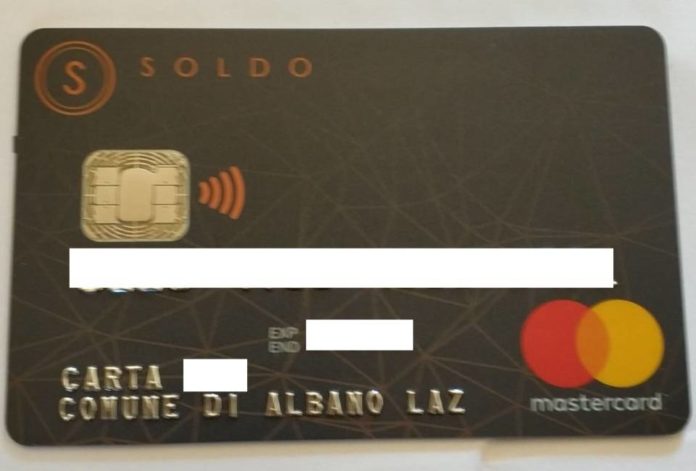 S SOLDO
EXP
END
CARTA
COMUNE DI ALBANO LAZ
mastercard